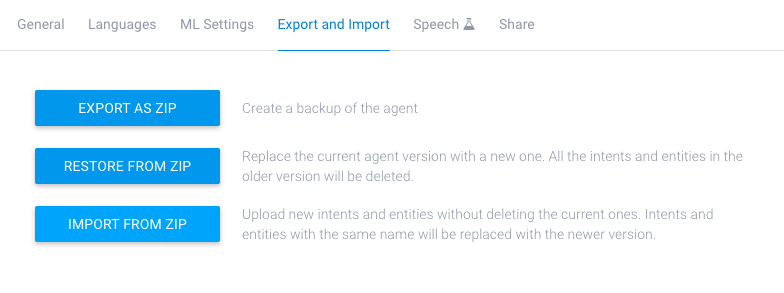 General Languages ML Settings Export and Import Speech Share
EXPORT AS ZIP Create a backup of the agent
RESTORE FROM ZIP Replace the current agent version with a new one. All the intents and entities in the
older version will be deleted.
IMPORT FROM ZIP Upload new intents and entities without deleting the current ones. Intents and
entities with the same name will be replaced with the newer version.